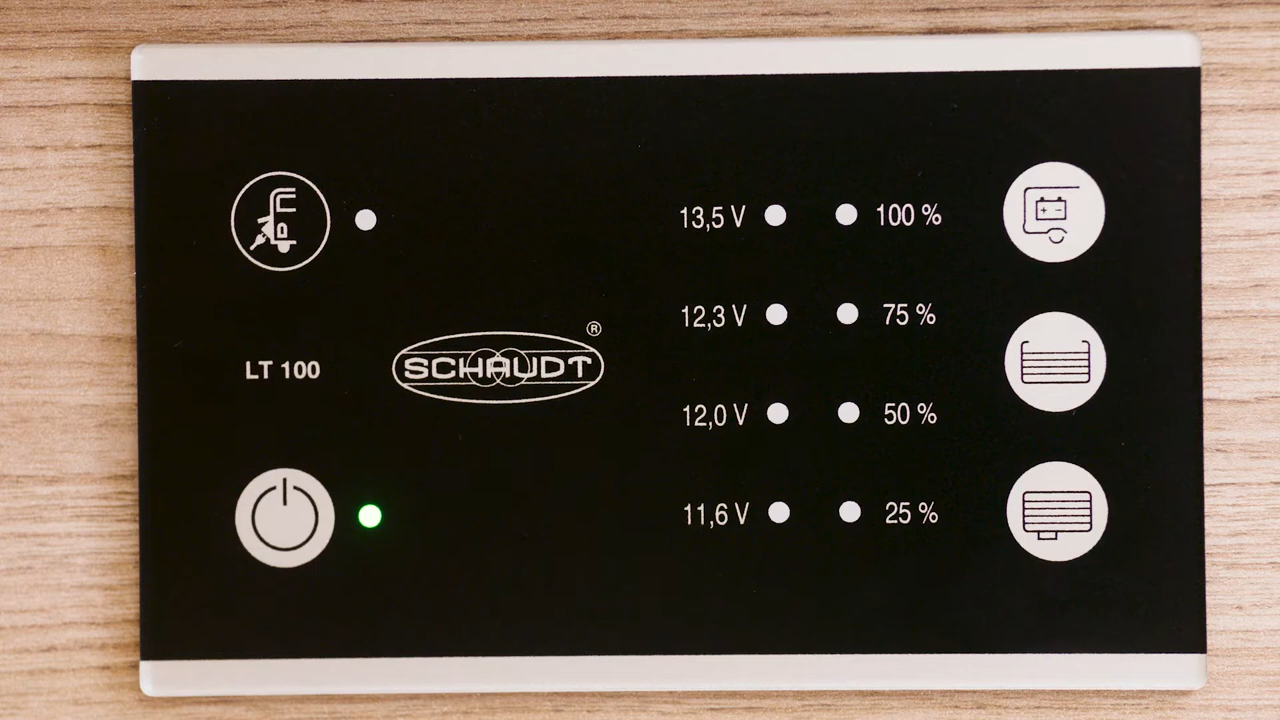 13,5 V 100 %
12,3 V 75 %
®
LT 100 SCHAUDT
12,0 V 50 %
11,6 V 25 %